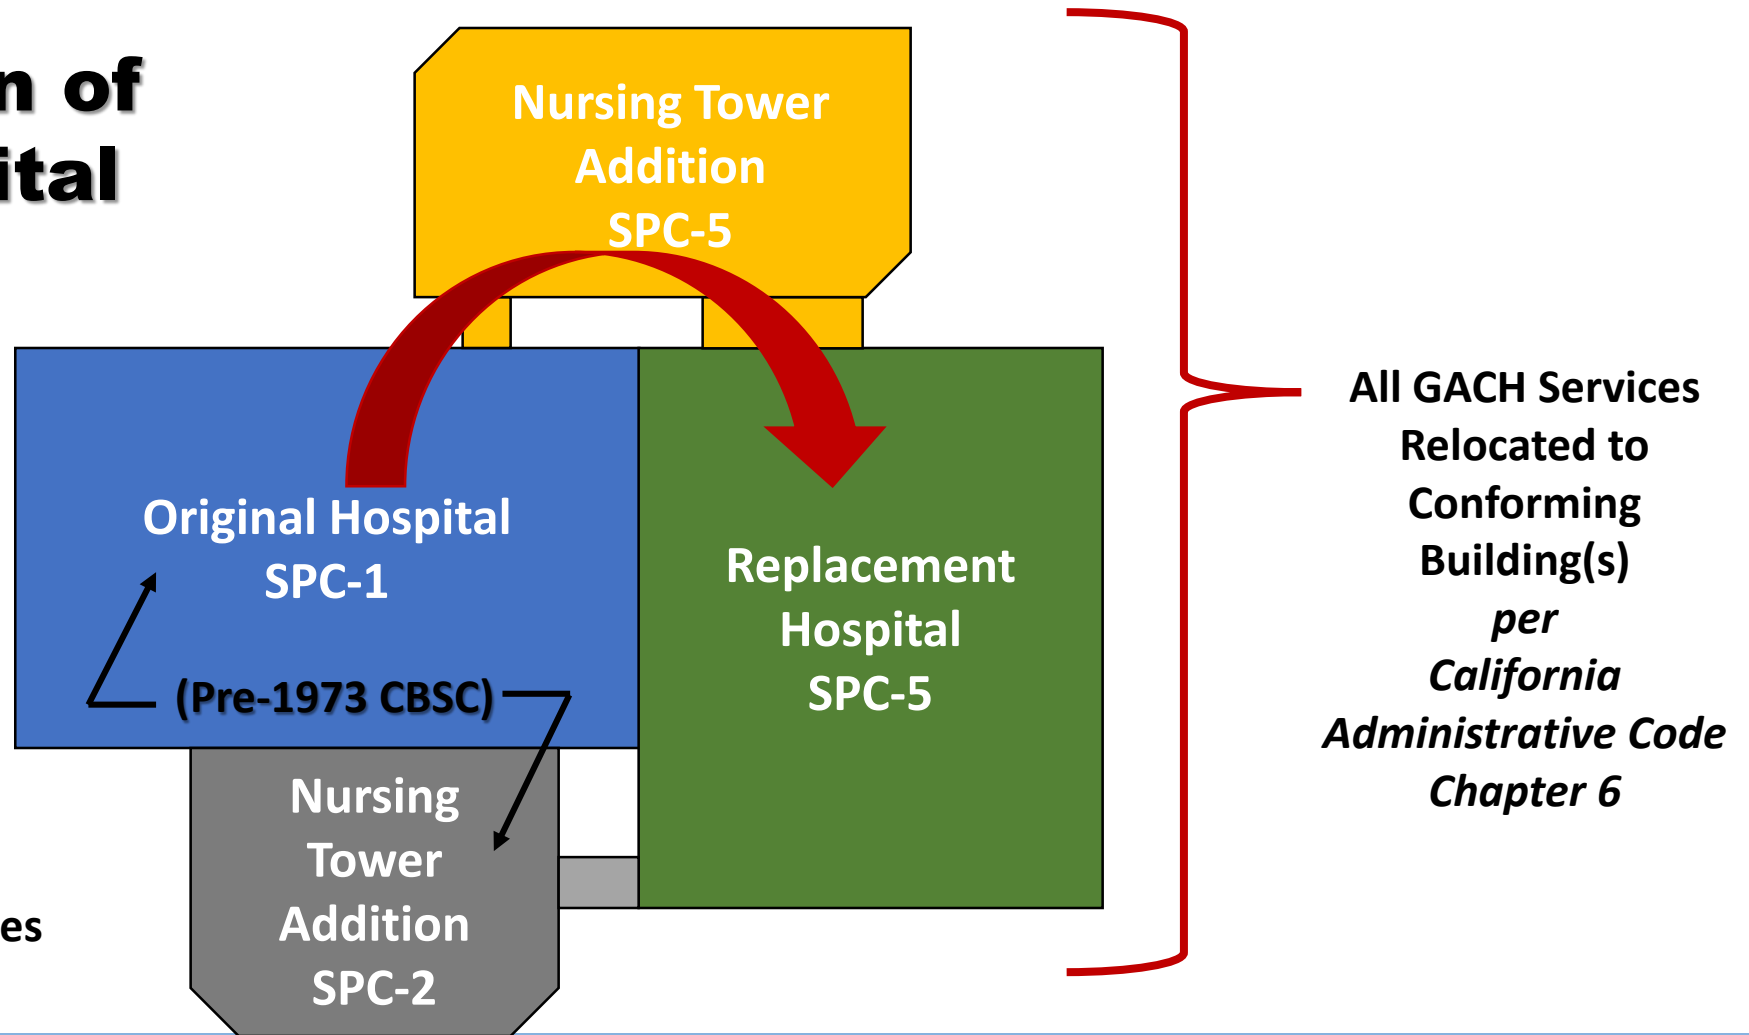 n of
ital
Nursing Tower
Addition
SPC-5
Original Hospital
SPC-1
(Pre-1973 CBSC)
Replacement
Hospital
SPC-5
Nursing
Tower
Addition
SPC-2
es
All GACH Services
Relocated to
Conforming
Building(s)
per
California
Administrative Code
Chapter 6